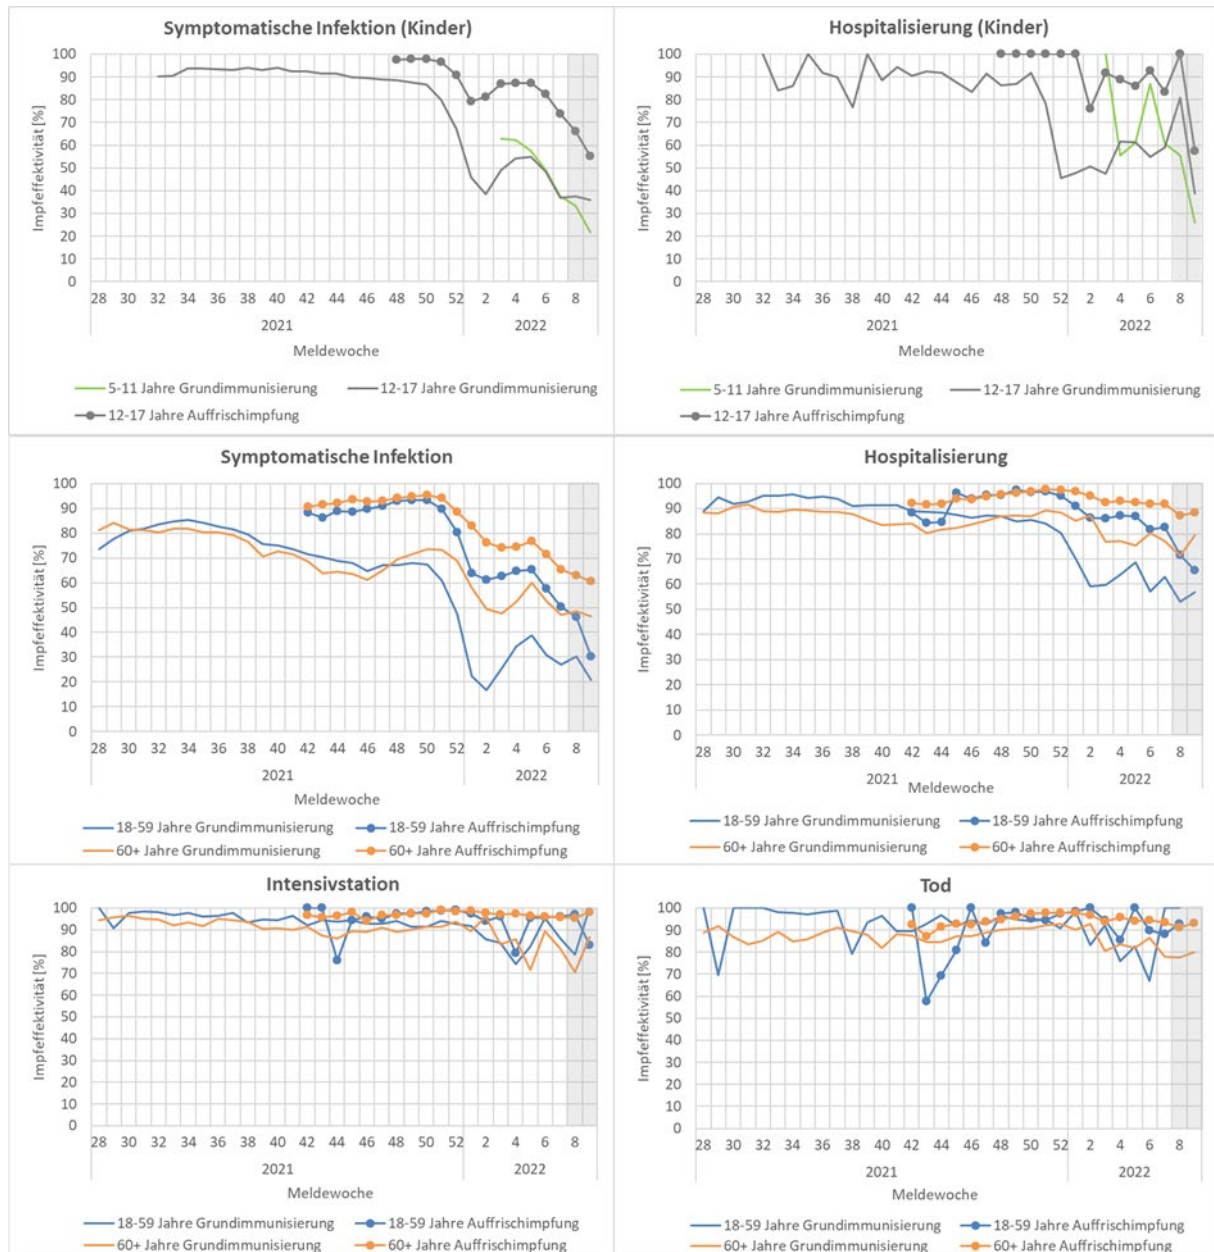 Symptomatische Infektion (Kinder)
Impfeffektivität [%]
100
90
80
70
60
50
40
30
20
10
0
28 30 32 34 36 38 40 42 44 46 48 50 52 2 4 6 8
2021 2022
Meldewoche
5-11 Jahre Grundimmunisierung 12-17 Jahre Grundimmunisierung
12-17 Jahre Auffrischimpfung
Hospitalisierung (Kinder)
Impfeffektivität [%]
100
90
80
70
60
50
40
30
20
10
0
28 30 32 34 36 38 40 42 44 46 48 50 52 2 4 6 8
2021 2022
Meldewoche
5-11 Jahre Grundimmunisierung 12-17 Jahre Grundimmunisierung
12-17 Jahre Auffrischimpfung
Symptomatische Infektion
Impfeffektivität [%]
100
90
80
70
60
50
40
30
20
10
0
28 30 32 34 36 38 40 42 44 46 48 50 52 2 4 6 8
2021 2022
Meldewoche
18-59 Jahre Grundimmunisierung 18-59 Jahre Auffrischimpfung
60+ Jahre Grundimmunisierung 60+ Jahre Auffrischimpfung
Hospitalisierung
Impfeffektivität [%]
100
90
80
70
60
50
40
30
20
10
0
28 30 32 34 36 38 40 42 44 46 48 50 52 2 4 6 8
2021 2022
Meldewoche
18-59 Jahre Grundimmunisierung 18-59 Jahre Auffrischimpfung
60+ Jahre Grundimmunisierung 60+ Jahre Auffrischimpfung
Intensivstation
Impfeffektivität [%]
100
90
80
70
60
50
40
30
20
10
0
28 30 32 34 36 38 40 42 44 46 48 50 52 2 4 6 8
2021 2022
Meldewoche
18-59 Jahre Grundimmunisierung 18-59 Jahre Auffrischimpfung
60+ Jahre Grundimmunisierung 60+ Jahre Auffrischimpfung
Tod
Impfeffektivität [%]
100
90
80
70
60
50
40
30
20
10
0
28 30 32 34 36 38 40 42 44 46 48 50 52 2 4 6 8
2021 2022
Meldewoche
18-59 Jahre Grundimmunisierung 18-59 Jahre Auffrischimpfung
60+ Jahre Grundimmunisierung 60+ Jahre Auffrischimpfung